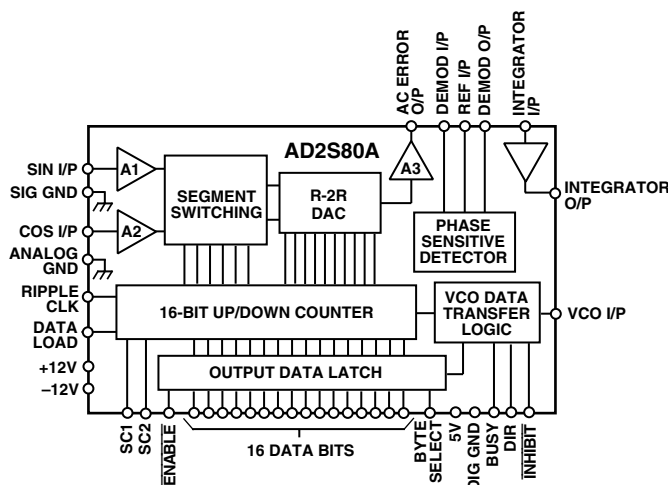 AC ERROR
O/P
DEMOD I/P
REF I/P
DEMOD O/P
INTEGRATOR
I/P
AD2S80A
SIN I/P
A1
SIG GND
SEGMENT
SWITCHING
R-2R
DAC
A3
INTEGRATOR
O/P
COS I/P
A2
ANALOG
GND
PHASE
SENSITIVE
DETECTOR
RIPPLE
CLK
16-BIT UP/DOWN COUNTER
VCO DATA
TRANSFER
LOGIC
VCO I/P
DATA
LOAD
+12V
–12V
OUTPUT DATA LATCH
SC1
SC2
ENABLE
16 DATA BITS
BYTE
SELECT
5V
DIG GND
BUSY
DIR
INHIBIT